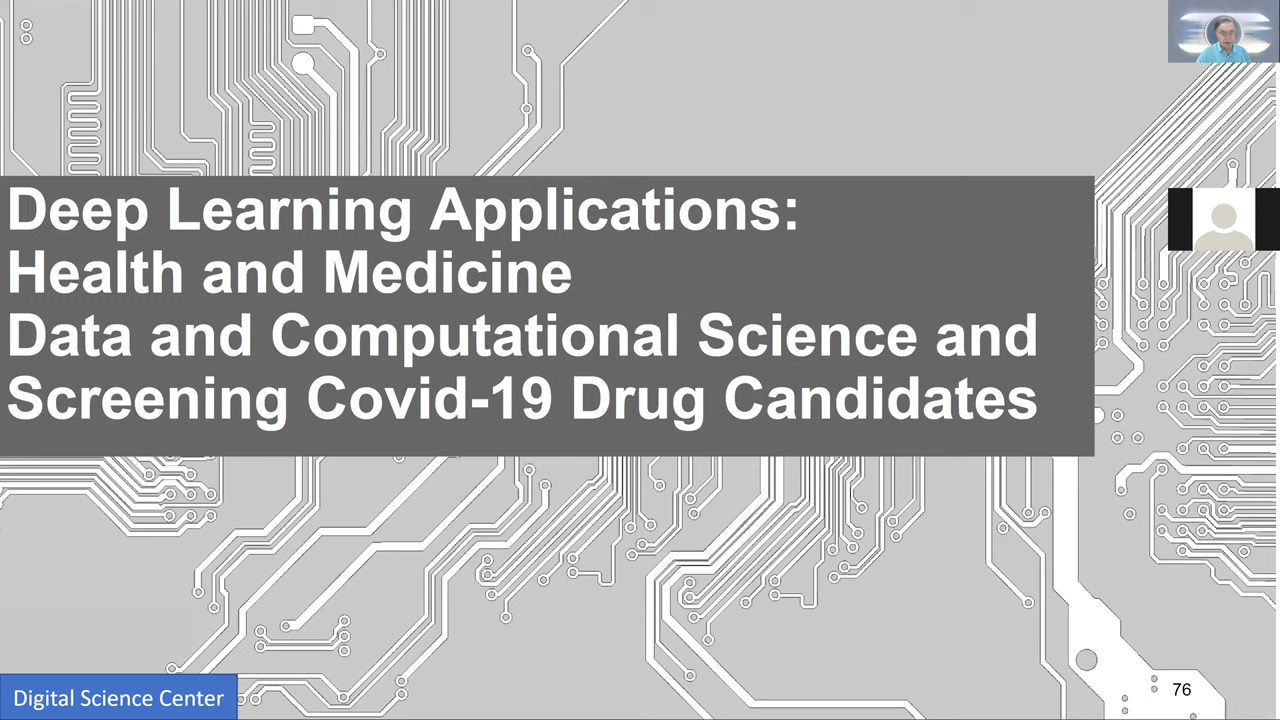 Deep Learning Applications:
Health and Medicine
Data and Computational Science and
Screening Covid-19 Drug Candidates
Digital Science Center
76